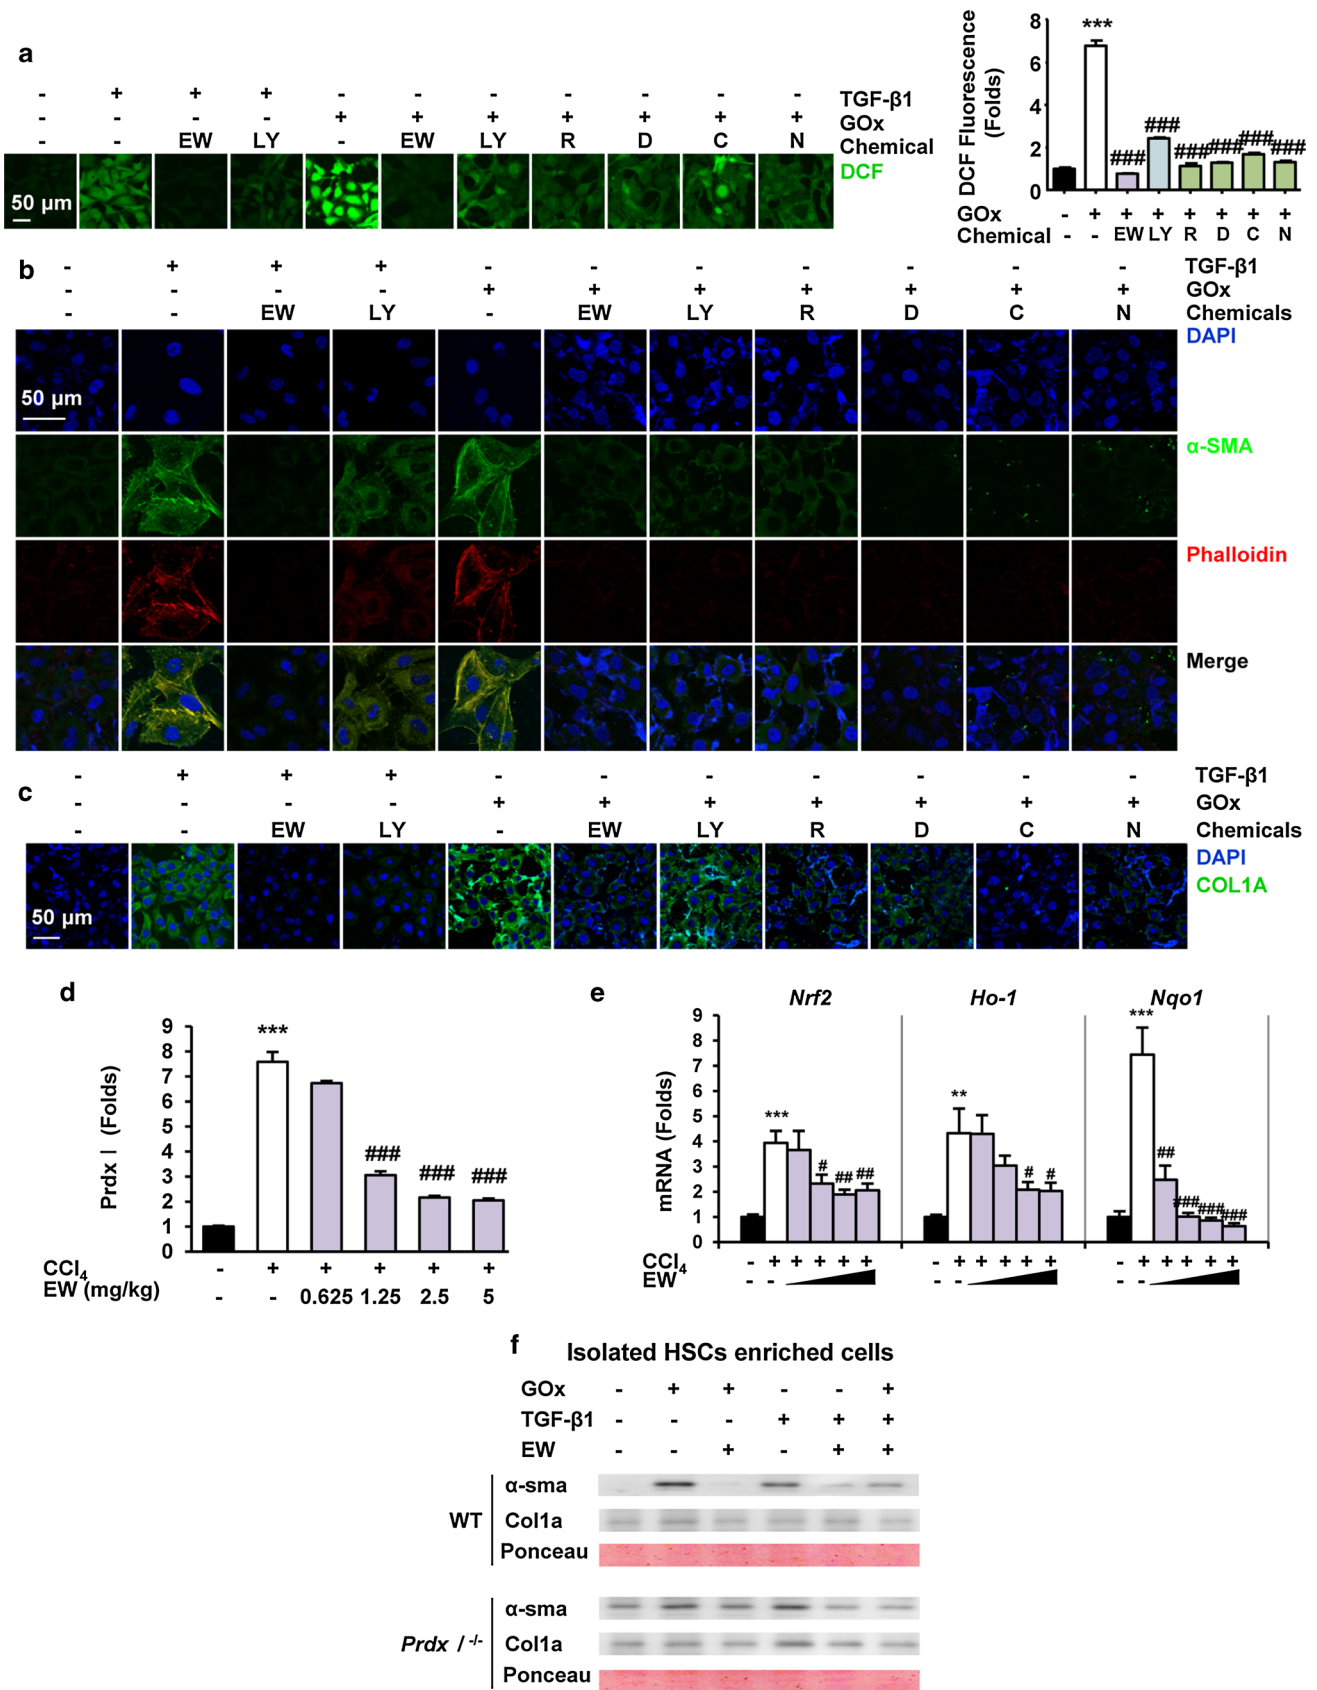 a
- + + + - - - - - - - TGF-β1
- - - - + + + + + + + GOx
- - EW LY - EW LY R D C N Chemical
DCF
50 µm
DCF Fluorescence
(Folds)
8
6
4
2
0
***
### ### ### ### ### ###
GOx - + + + + + + +
Chemical - - EW LY R D C N
b
- + + + - - - - - - - TGF-β1
- - - - + + + + + + + GOx
- - EW LY - EW LY R D C N Chemicals
DAPI
50 µm
α-SMA
Phalloidin
Merge
c
- + + + - - - - - - - TGF-β1
- - - - + + + + + + + GOx
- - EW LY - EW LY R D C N Chemicals
DAPI
COL1A
50 µm
d
Prdx I (Folds)
9
8
7
6
5
4
3
2
1
0
***
### ### ###
CCl4 - + + + + +
EW (mg/kg) - - 0.625 1.25 2.5 5
e
Nrf2 Ho-1 Nqo1
mRNA (Folds)
9
8
7
6
5
4
3
2
1
0
*** # ## ##
** # #
*** ## ### ### ###
CCl4 - + + + + + - + + + + + - + + + + +
EW - - - - - -
f
Isolated HSCs enriched cells
GOx - + + - - +
TGF-β1 - - - + + +
EW - - + - + +
WT
α-sma
Col1a
Ponceau
Prdx I -/-
α-sma
Col1a
Ponceau